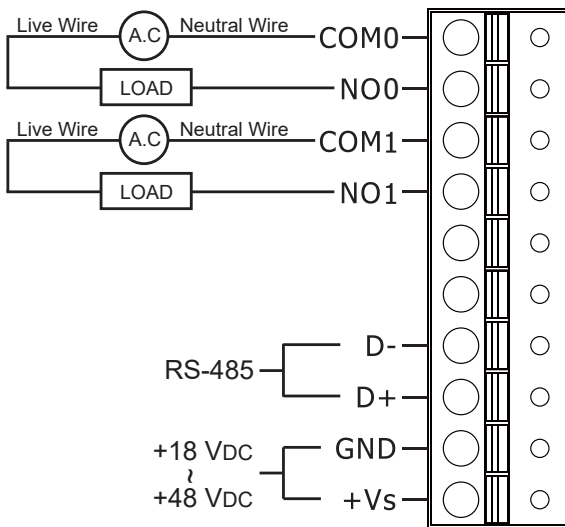 Live Wire A.C Neutral Wire COM0
LOAD NO0
Live Wire A.C Neutral Wire COM1
LOAD NO1
D-
RS-485
D+
+18 VDC GND
~
+48 VDC +Vs